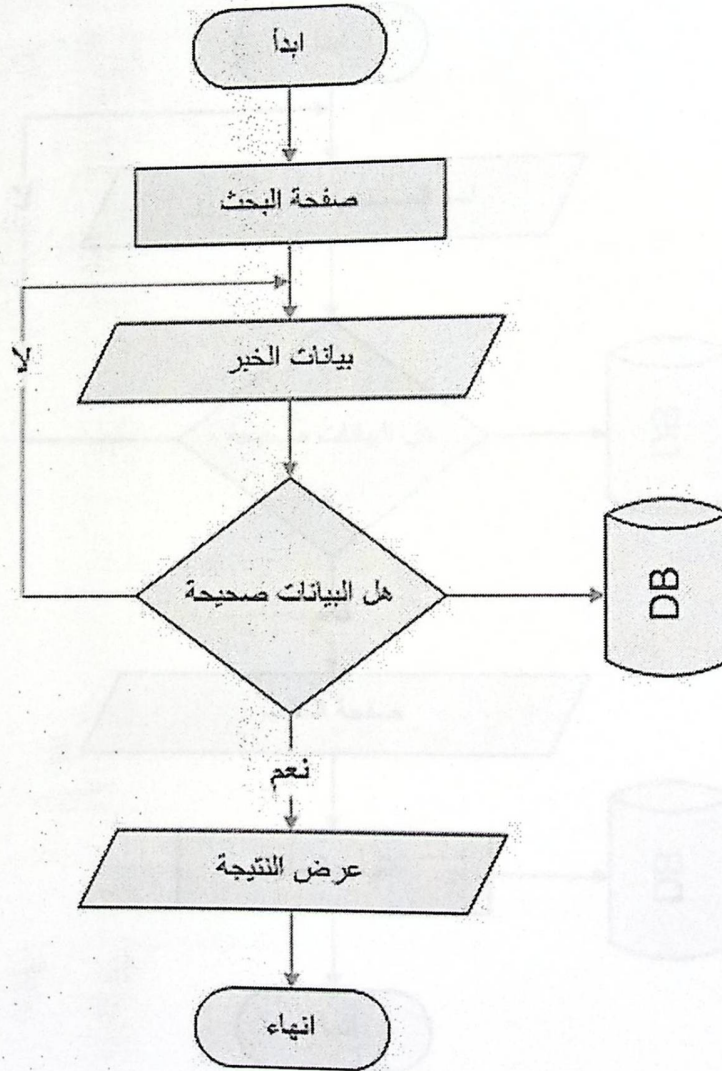 ابدأ
صفحة البحث
بيانات الخبر
لا
هل البيانات صحيحة
DB
نعم
عرض النتيجة
انهاء